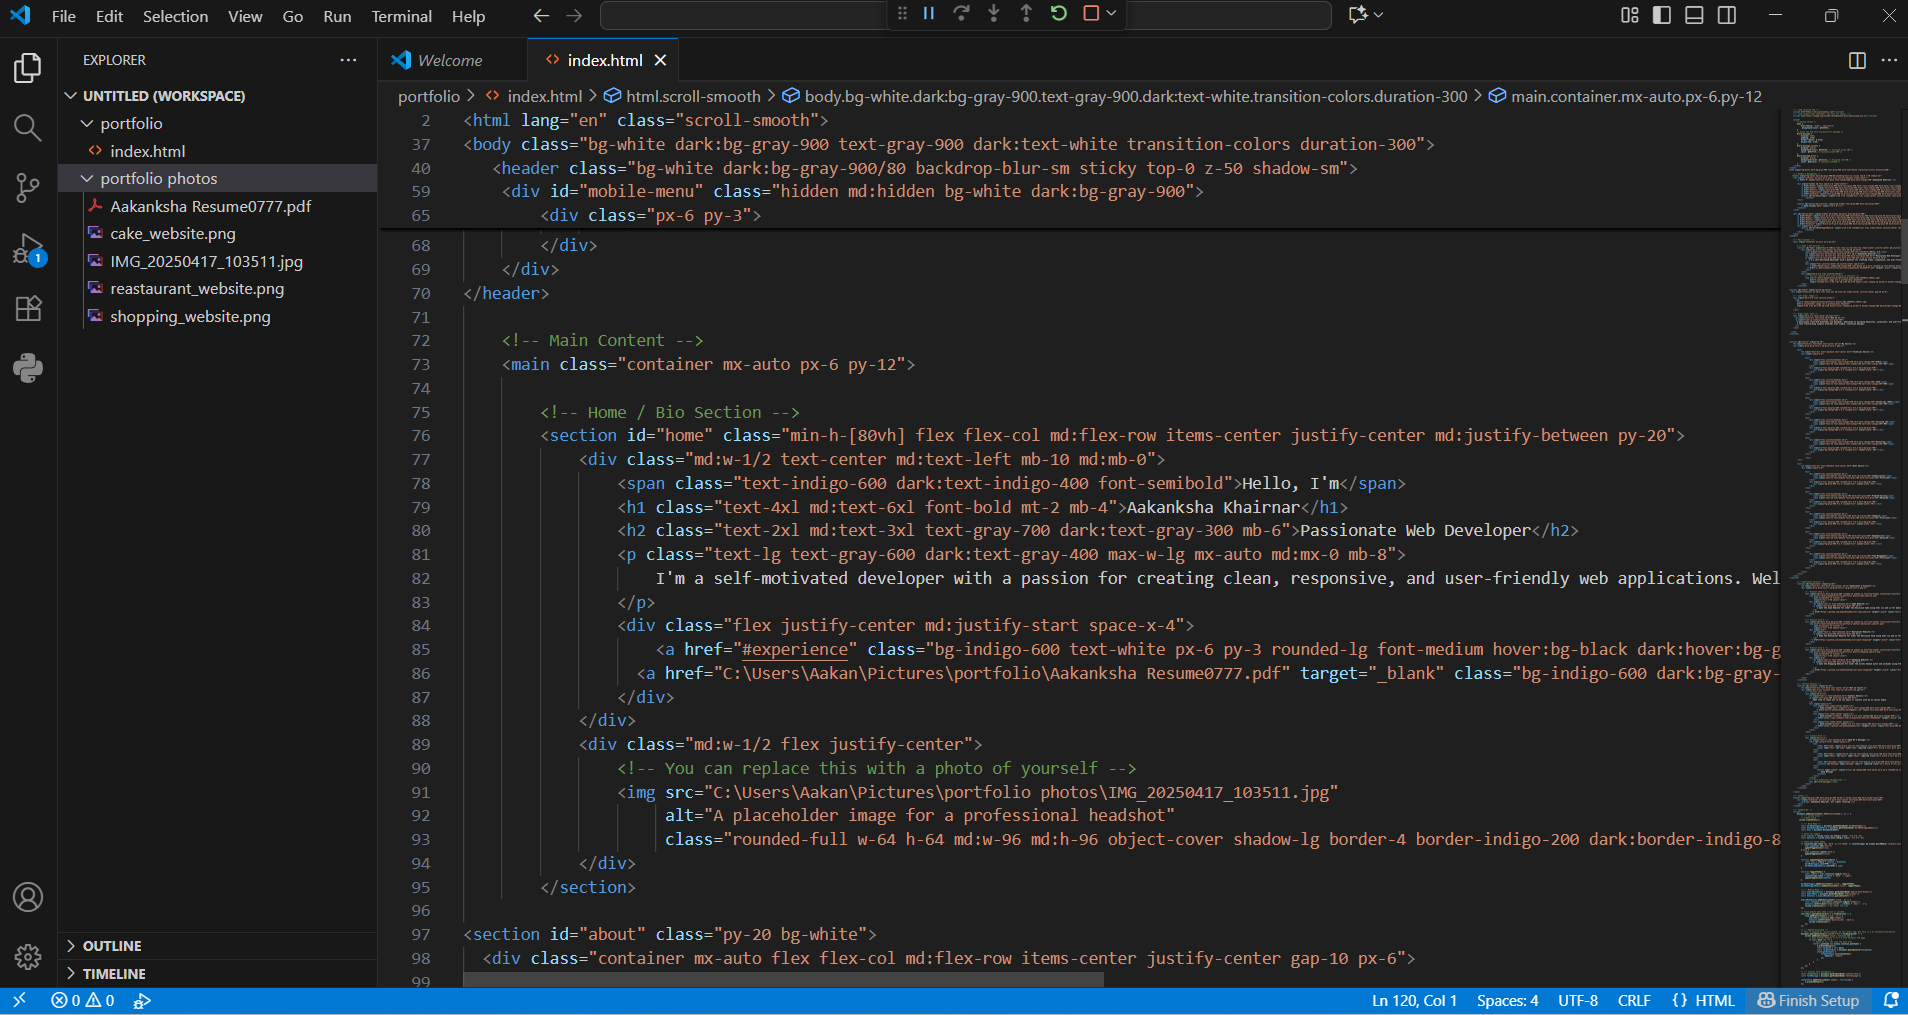 File Edit Selection View Go Run Terminal Help
EXPLORER
UNTITLED (WORKSPACE)
portfolio
index.html
portfolio photos
Aakanksha Resume0777.pdf
cake_website.png
IMG_20250417_103511.jpg
reastaurant_website.png
shopping_website.png
1
OUTLINE
TIMELINE
Welcome
index.html
portfolio > index.html > html.scroll-smooth > body.bg-white.dark:bg-gray-900.text-gray-900.dark:text-white.transition-colors.duration-300 > main.container.mx-auto.px-6.py-12
2 <html lang="en" class="scroll-smooth">
37 <body class="bg-white dark:bg-gray-900 text-gray-900 dark:text-white transition-colors duration-300">
40 <header class="bg-white dark:bg-gray-900/80 backdrop-blur-sm sticky top-0 z-50 shadow-sm">
59 <div id="mobile-menu" class="hidden md:hidden bg-white dark:bg-gray-900">
65 <div class="px-6 py-3">
68 </div>
69 </div>
70 </header>
71
72 <!-- Main Content -->
73 <main class="container mx-auto px-6 py-12">
74
75 <!-- Home / Bio Section -->
76 <section id="home" class="min-h-[80vh] flex flex-col md:flex-row items-center justify-center md:justify-between py-20">
77 <div class="md:w-1/2 text-center md:text-left mb-10 md:mb-0">
78 <span class="text-indigo-600 dark:text-indigo-400 font-semibold">Hello, I'm</span>
79 <h1 class="text-4xl md:text-6xl font-bold mt-2 mb-4">Aakanksha Khairnar</h1>
80 <h2 class="text-2xl md:text-3xl text-gray-700 dark:text-gray-300 mb-6">Passionate Web Developer</h2>
81 <p class="text-lg text-gray-600 dark:text-gray-400 max-w-lg mx-auto md:mx-0 mb-8">
82 I'm a self-motivated developer with a passion for creating clean, responsive, and user-friendly web applications. Wel
83 </p>
84 <div class="flex justify-center md:justify-start space-x-4">
85 <a href="#experience" class="bg-indigo-600 text-white px-6 py-3 rounded-lg font-medium hover:bg-black dark:hover:bg-g
86 <a href="C:\Users\Aakan\Pictures\portfolio\Aakanksha Resume0777.pdf" target="_blank" class="bg-indigo-600 dark:bg-gray-
87 </div>
88 </div>
89 <div class="md:w-1/2 flex justify-center">
90 <!-- You can replace this with a photo of yourself -->
91 <img src="C:\Users\Aakan\Pictures\portfolio photos\IMG_20250417_103511.jpg"
92 alt="A placeholder image for a professional headshot"
93 class="rounded-full w-64 h-64 md:w-96 md:h-96 object-cover shadow-lg border-4 border-indigo-200 dark:border-indigo-8
94 </div>
95 </section>
96
97 <section id="about" class="py-20 bg-white">
98 <div class="container mx-auto flex flex-col md:flex-row items-center justify-center gap-10 px-6">
99
0 0
Ln 120, Col 1 Spaces: 4 UTF-8 CRLF {} HTML Finish Setup